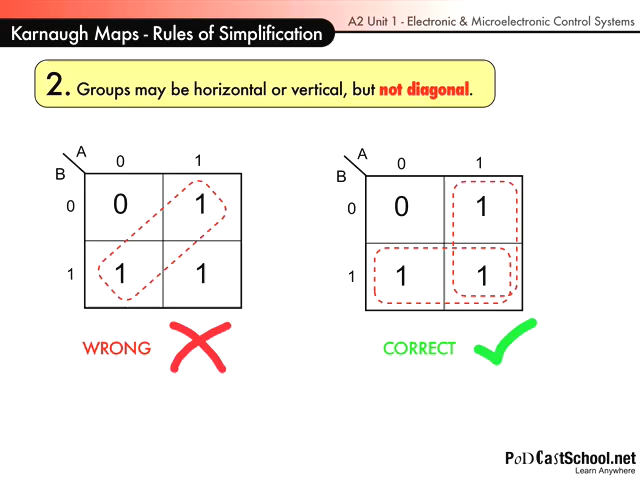 A2 Unit 1 - Electronic & Microelectronic Control Systems
Karnaugh Maps - Rules of Simplification
2. Groups may be horizontal or vertical, but not diagonal.
A
0 1
B
0 0 1
1 1 1
WRONG
A
0 1
B
0 0 1
1 1 1
CORRECT
PoDCastSchool.net
Learn Anywhere